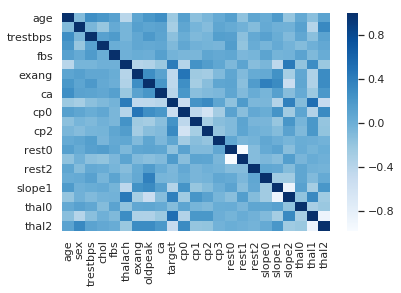 age
trestbps
fbs
exang
ca
cp0
cp2
rest0
rest2
slope1
thal0
thal2
0.8
0.4
0.0
−0.4
−0.8
age
sex
trestbps
chol
fbs
thalach
exang
oldpeak
ca
target
cp0
cp1
cp2
cp3
rest0
rest1
rest2
slope0
slope1
slope2
thal0
thal1
thal2